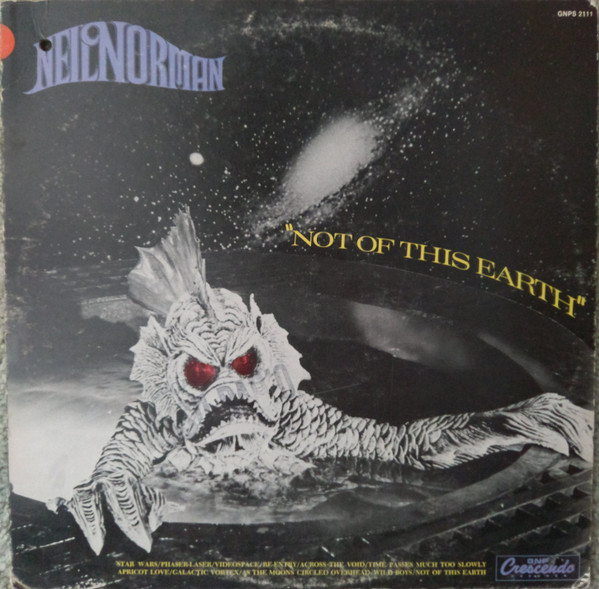 GNPS 2111
NEIL NORMAN
"NOT OF THIS EARTH"
STAR WARS/PHASER-LASER/VIDEOSPACE/RE-ENTRY/ACROSS THE VOID/TIME PASSES MUCH TOO SLOWLY
APRICOT LOVE/GALACTIC VORTEX/AS THE MOONS CIRCLED OVERHEAD/WILD BOYS/NOT OF THIS EARTH
GNP
Crescendo
RECORDS